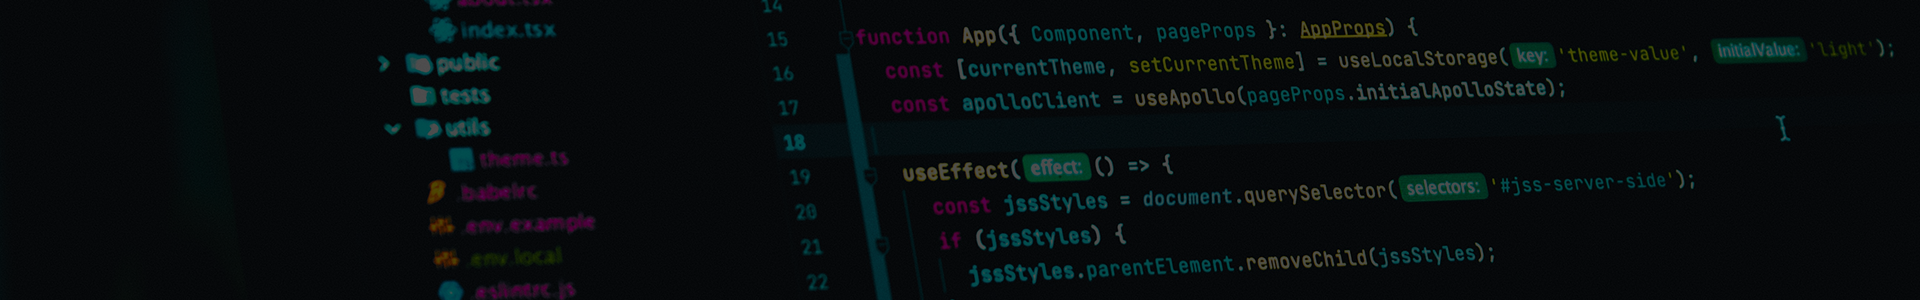 about.tsx
index.tsx
public
tests
utils
theme.ts
.babelrc
.env.example
.env.local
.eslintrc.js
14
15 function App({ Component, pageProps }: AppProps) {
16 const [currentTheme, setCurrentTheme] = useLocalStorage( key: 'theme-value', initialValue: 'light');
17 const apolloClient = useApollo(pageProps.initialApolloState);
18
19 useEffect( effect: () => {
20 const jssStyles = document.querySelector( selectors: '#jss-server-side');
21 if (jssStyles) {
22 jssStyles.parentElement.removeChild(jssStyles);